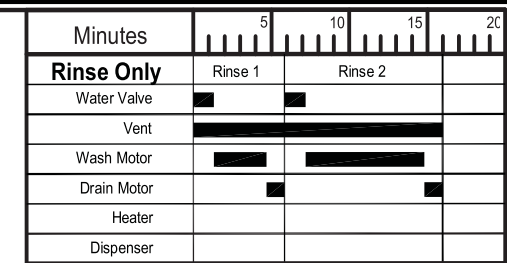 Minutes 5 10 15 20
Rinse Only Rinse 1 Rinse 2
Water Valve
Vent
Wash Motor
Drain Motor
Heater
Dispenser